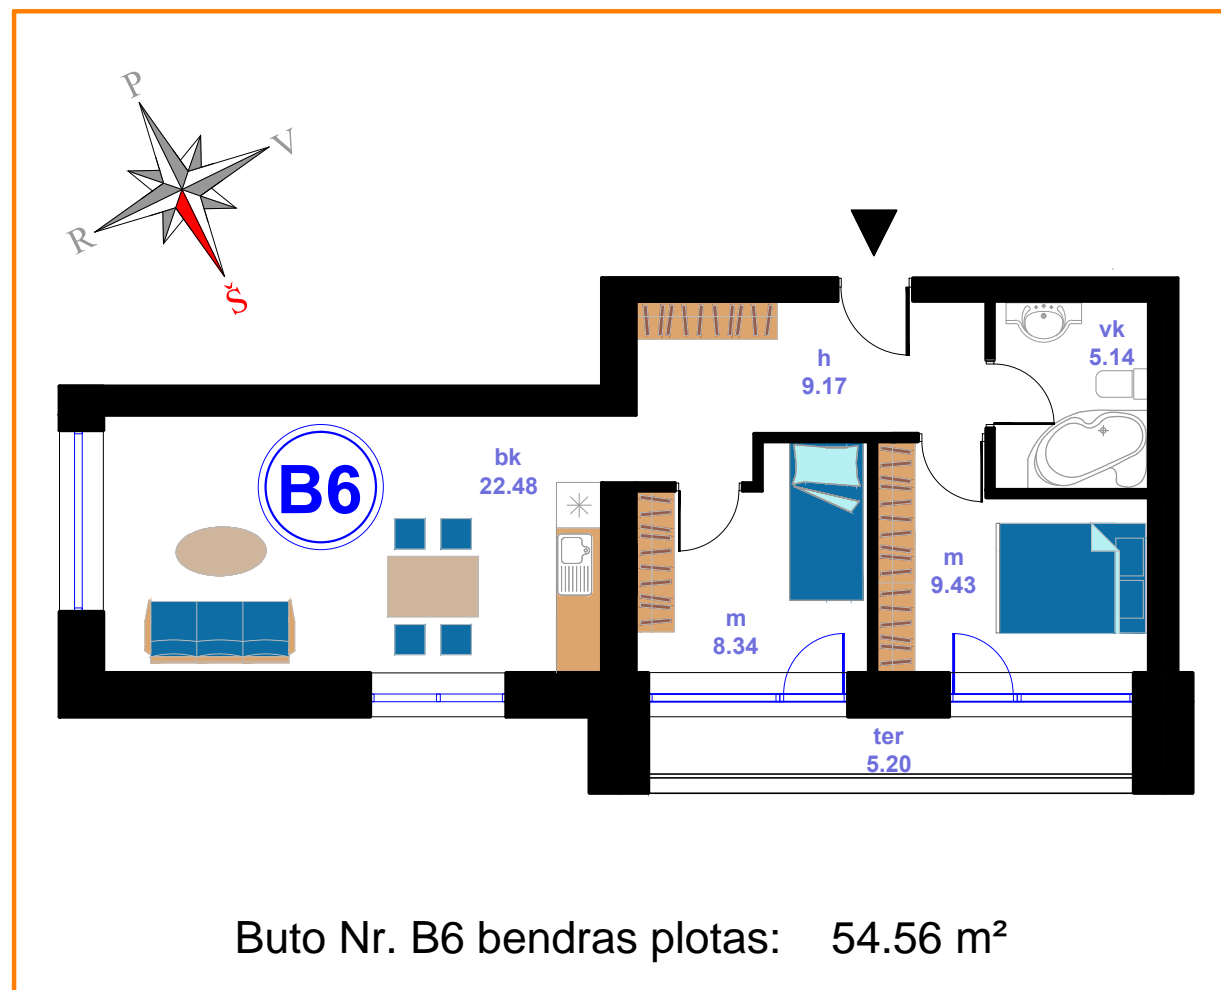 P
V
R
Š
vk
5.14
h
9.17
bk
22.48
B6
m
9.43
m
8.34
ter
5.20
Buto Nr. B6 bendras plotas: 54.56 m²